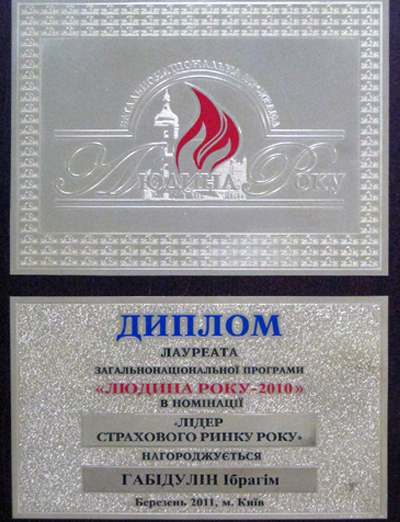 ЗАГАЛЬНОНАЦІОНАЛЬНА ПРОГРАМА
ЛЮДИНА РОКУ
ДИПЛОМ
ЛАУРЕАТА
ЗАГАЛЬНОНАЦІОНАЛЬНОЇ ПРОГРАМИ
«ЛЮДИНА РОКУ-2010»
В НОМІНАЦІЇ
«ЛІДЕР
СТРАХОВОГО РИНКУ РОКУ»
НАГОРОДЖУЄТЬСЯ
ГАБІДУЛІН Ібрагім
Березень 2011, м. Київ